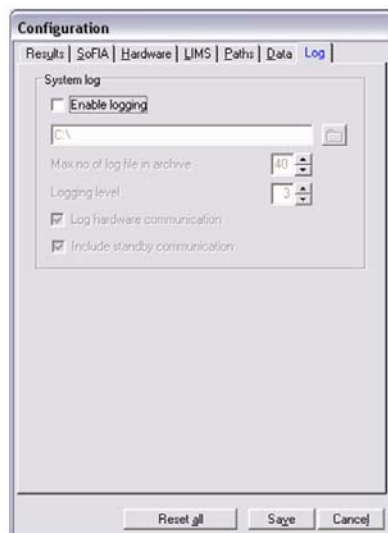 Configuration
Results SoFIA Hardware LIMS Paths Data Log
System log
Enable logging
C:\
Max no of log file in archive 40
Logging level 3
Log hardware communication
Include standby communication
Reset all Save Cancel